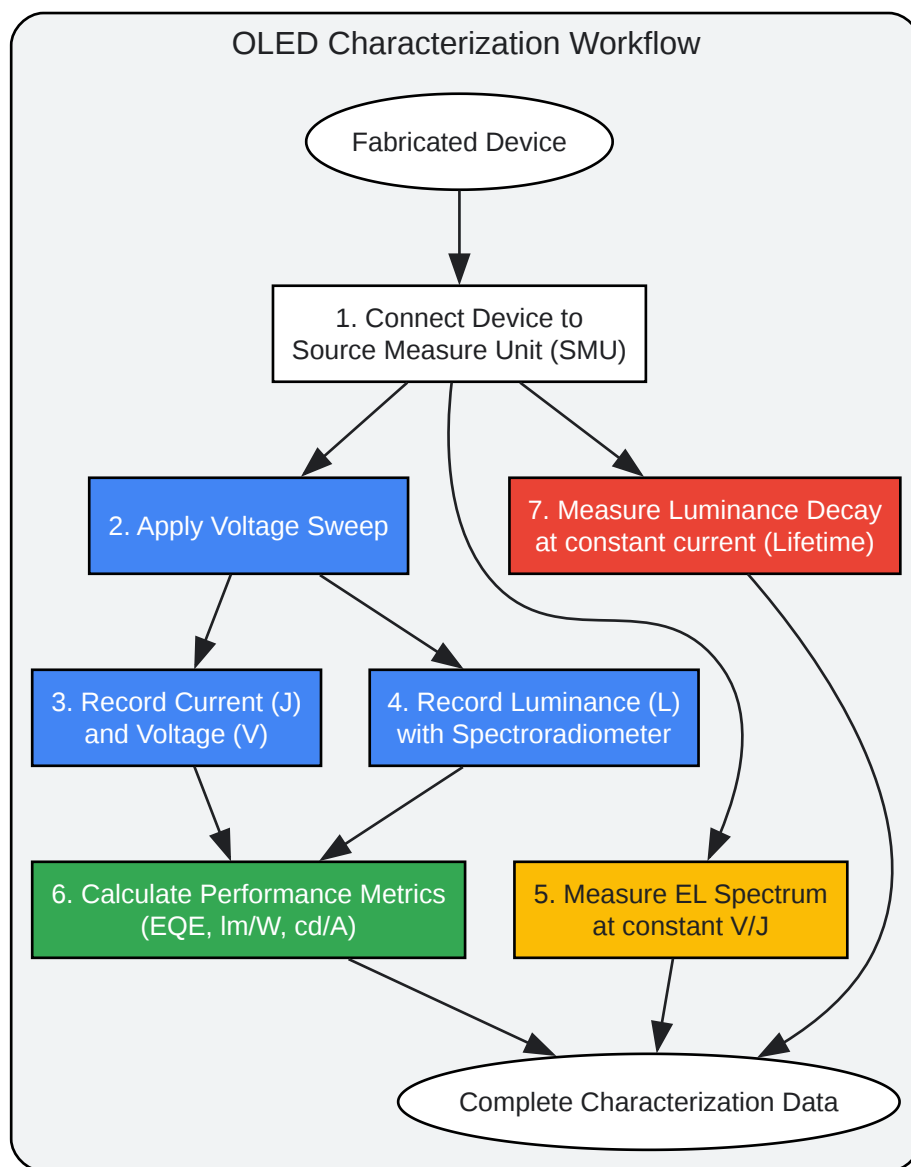 OLED Characterization Workflow
Fabricated Device
1. Connect Device to
Source Measure Unit (SMU)
2. Apply Voltage Sweep
7. Measure Luminance Decay
at constant current (Lifetime)
3. Record Current (J)
and Voltage (V)
4. Record Luminance (L)
with Spectroradiometer
6. Calculate Performance Metrics
(EQE, lm/W, cd/A)
5. Measure EL Spectrum
at constant V/J
Complete Characterization Data